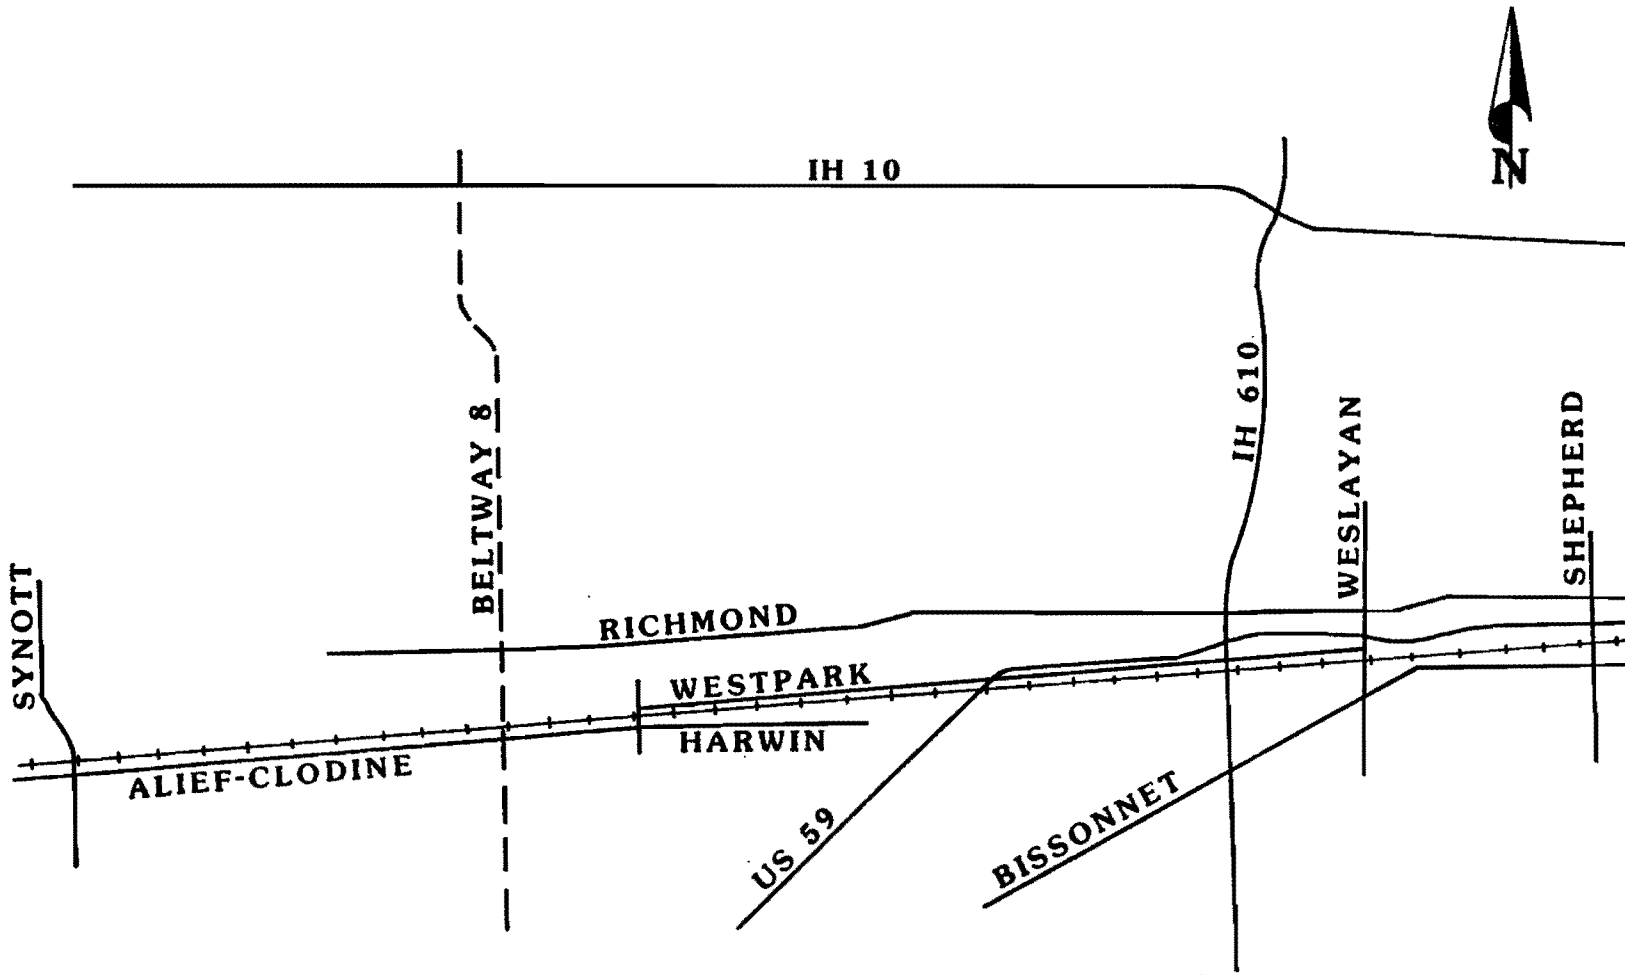 N
IH 10
IH 610
BELTWAY 8
WESLAYAN
SHEPHERD
SYNOTT
RICHMOND
WESTPARK
HARWIN
ALIEF-CLODINE
US 59
BISSONNET